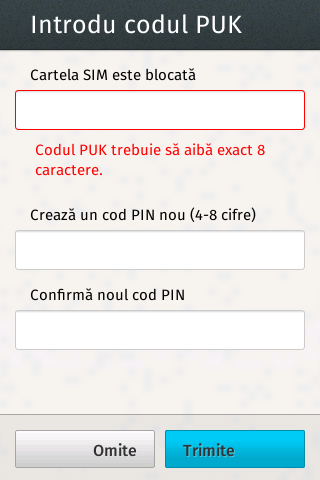 Introdu codul PUK
Cartela SIM este blocată
Codul PUK trebuie să aibă exact 8
caractere.
Crează un cod PIN nou (4-8 cifre)
Confirmă noul cod PIN
Omite
Trimite